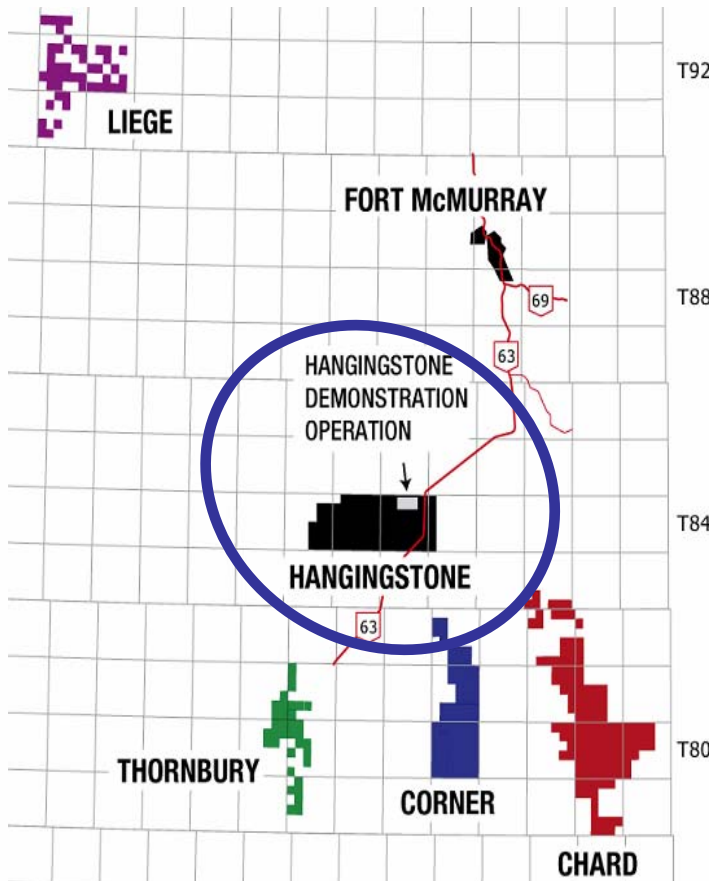 T92
LIEGE
FORT McMURRAY
69
T88
63
HANGINGSTONE
DEMONSTRATION
OPERATION
T84
HANGINGSTONE
63
T80
THORNBURY
CORNER
CHARD